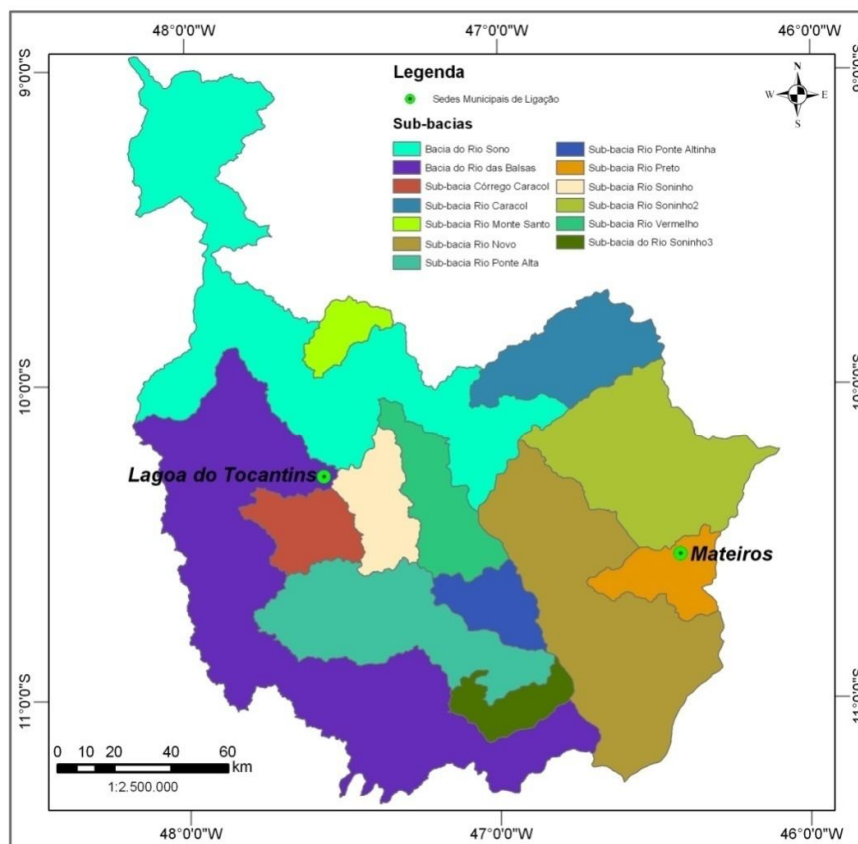 48°0'0"W 47°0'0"W 46°0'0"W
9°0'0"S
9°0'0"S
Legenda
Sedes Municipais de Ligação
N
W E
S
Sub-bacias
Bacia do Rio Sono
Bacia do Rio das Balsas
Sub-bacia Córrego Caracol
Sub-bacia Rio Caracol
Sub-bacia Rio Monte Santo
Sub-bacia Rio Novo
Sub-bacia Rio Ponte Alta
Sub-bacia Rio Ponte Altinha
Sub-bacia Rio Preto
Sub-bacia Rio Soninho
Sub-bacia Rio Soninho2
Sub-bacia Rio Vermelho
Sub-bacia do Rio Soninho3
10°0'0"S
10°0'0"S
Lagoa do Tocantins
Mateiros
11°0'0"S
11°0'0"S
0 10 20 40 60
km
1:2.500.000
48°0'0"W 47°0'0"W 46°0'0"W